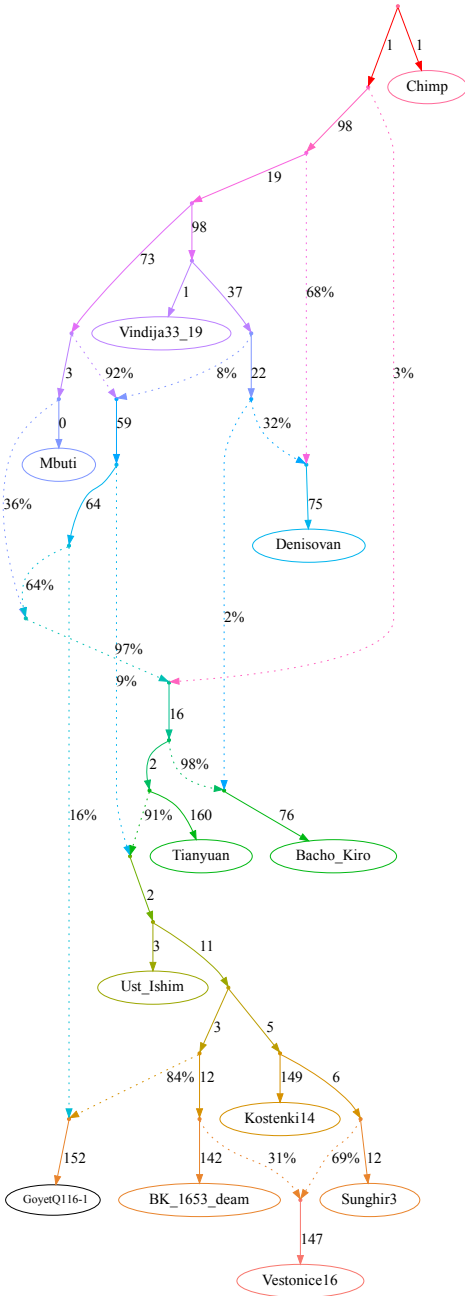 1 1
Chimp
98
19
98
73
68%
1 37
Vindija33_19
3%
3 92% 8% 22
0 59 32%
Mbuti
36% 64 75
Denisovan
64%
2%
97%
9%
16
2 98%
16% 91% 160 76
Tianyuan Bacho_Kiro
2
3 11
Ust_Ishim
3 5
84% 12 149 6
Kostenki14
152 142 31% 69% 12
GoyetQ116-1 BK_1653_deam Sunghir3
147
Vestonice16